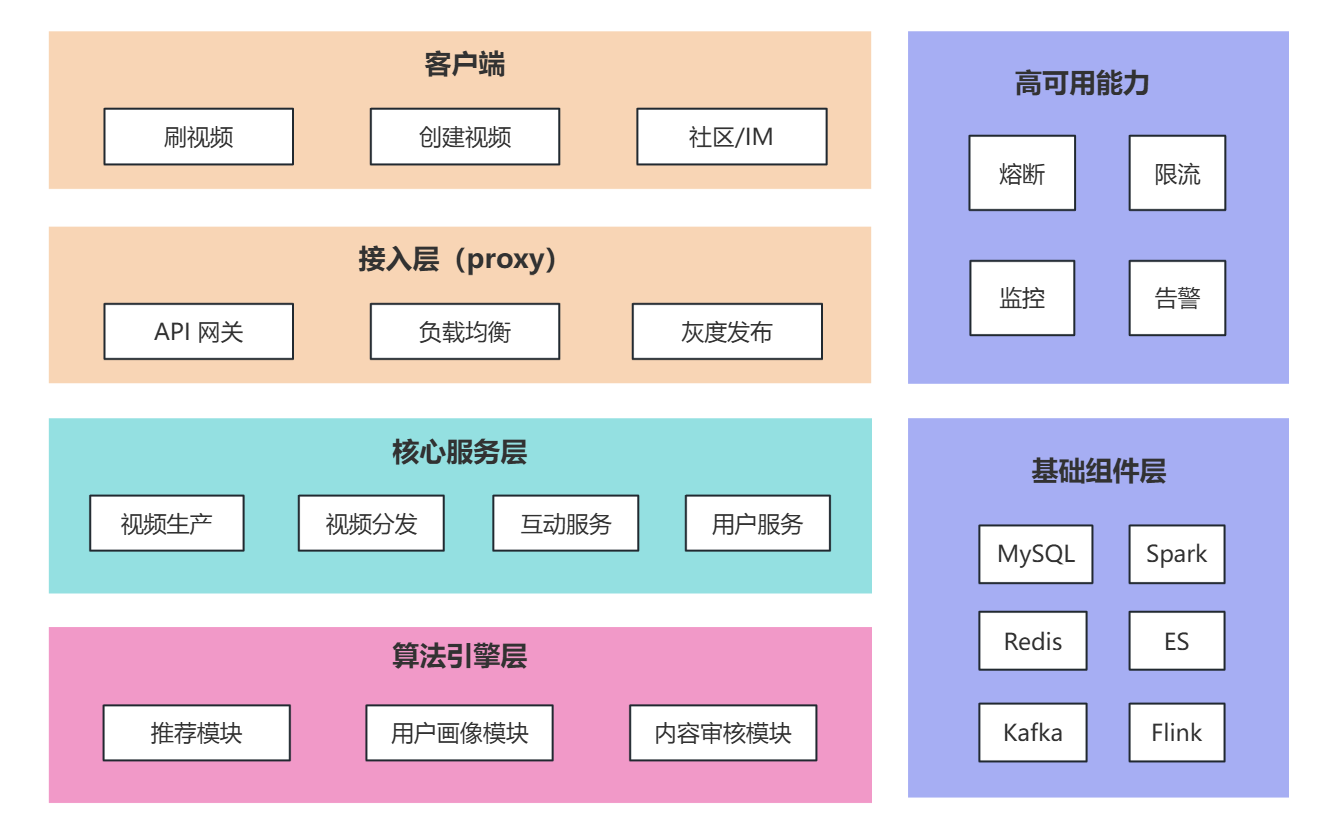 客户端
刷视频
创建视频
社区/IM
接入层（proxy）
API 网关
负载均衡
灰度发布
核心服务层
视频生产
视频分发
互动服务
用户服务
算法引擎层
推荐模块
用户画像模块
内容审核模块
高可用能力
熔断
限流
监控
告警
基础组件层
MySQL
Spark
Redis
ES
Kafka
Flink